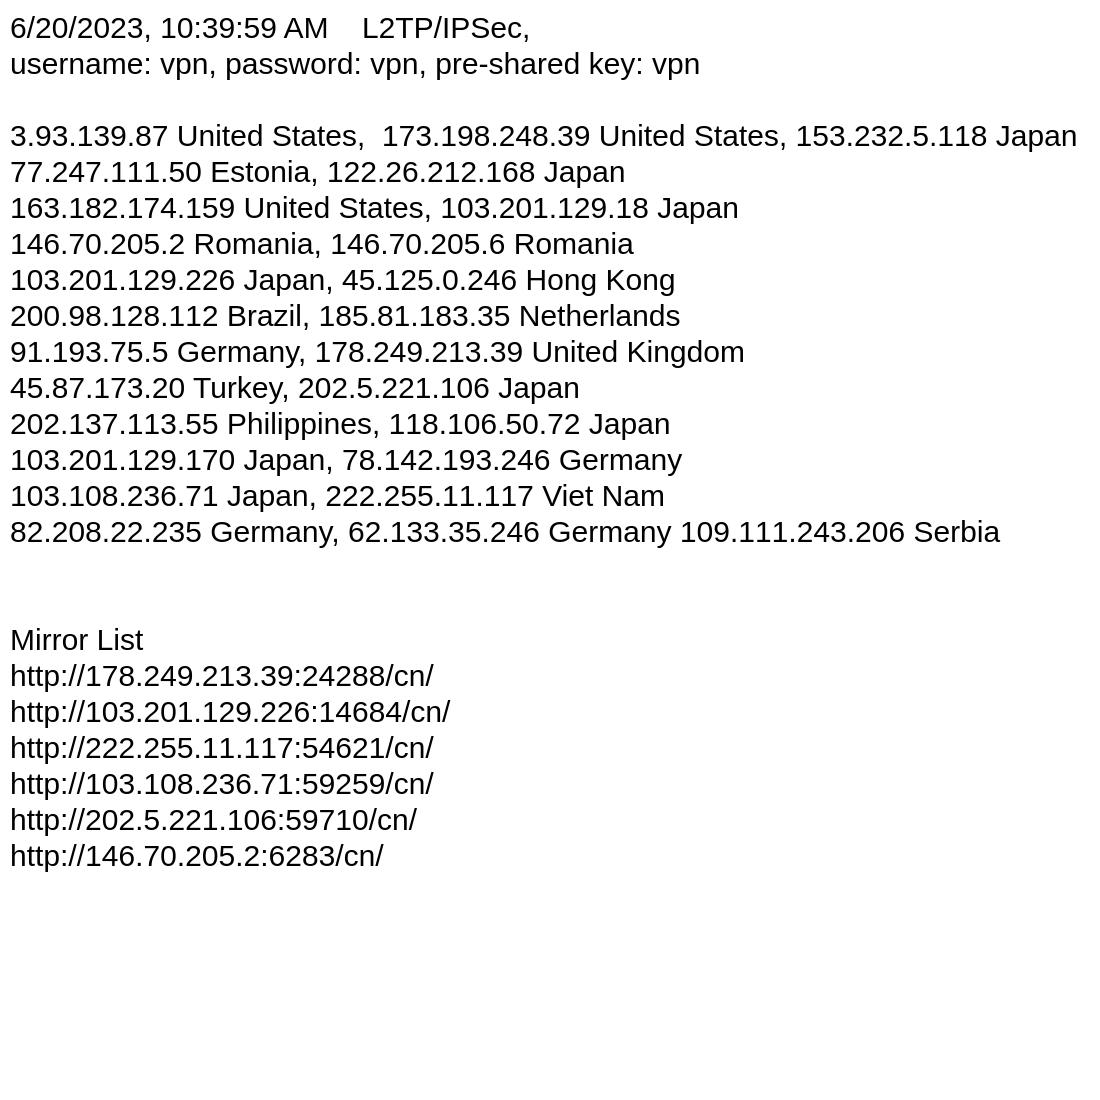 6/20/2023, 10:39:59 AM    L2TP/IPSec,
username: vpn, password: vpn, pre-shared key: vpn
3.93.139.87 United States,  173.198.248.39 United States, 153.232.5.118 Japan
77.247.111.50 Estonia, 122.26.212.168 Japan
163.182.174.159 United States, 103.201.129.18 Japan
146.70.205.2 Romania, 146.70.205.6 Romania
103.201.129.226 Japan, 45.125.0.246 Hong Kong
200.98.128.112 Brazil, 185.81.183.35 Netherlands
91.193.75.5 Germany, 178.249.213.39 United Kingdom
45.87.173.20 Turkey, 202.5.221.106 Japan
202.137.113.55 Philippines, 118.106.50.72 Japan
103.201.129.170 Japan, 78.142.193.246 Germany
103.108.236.71 Japan, 222.255.11.117 Viet Nam
82.208.22.235 Germany, 62.133.35.246 Germany 109.111.243.206 Serbia
Mirror List
http://178.249.213.39:24288/cn/
http://103.201.129.226:14684/cn/
http://222.255.11.117:54621/cn/
http://103.108.236.71:59259/cn/
http://202.5.221.106:59710/cn/
http://146.70.205.2:6283/cn/